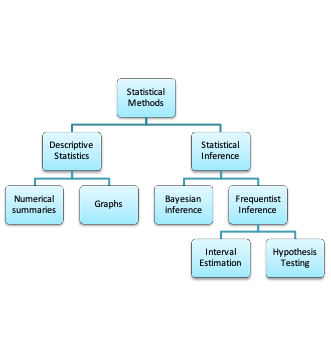 Statistical
Methods
Descriptive
Statistics
Statistical
Inference
Numerical
summaries
Graphs
Bayesian
inference
Frequentist
Inference
Interval
Estimation
Hypothesis
Testing